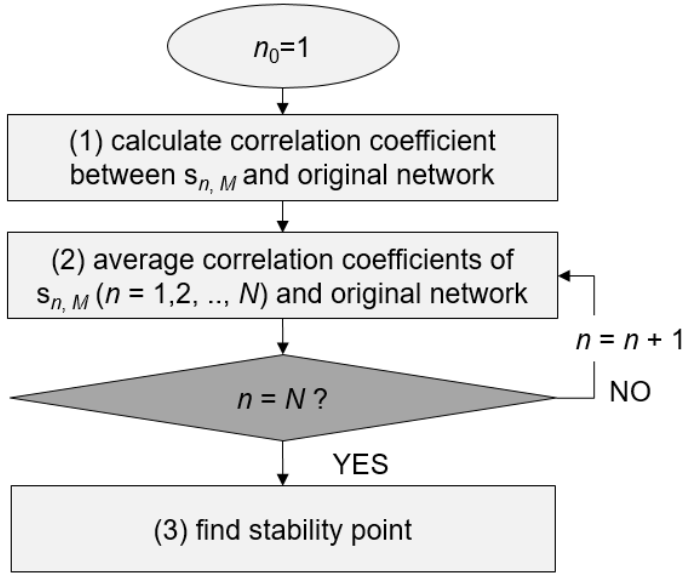 n₀=1
(1) calculate correlation coefficient
between sₙ, M and original network
(2) average correlation coefficients of
sₙ, M (n = 1,2, .., N) and original network
n = n + 1
n = N ?
NO
YES
(3) find stability point